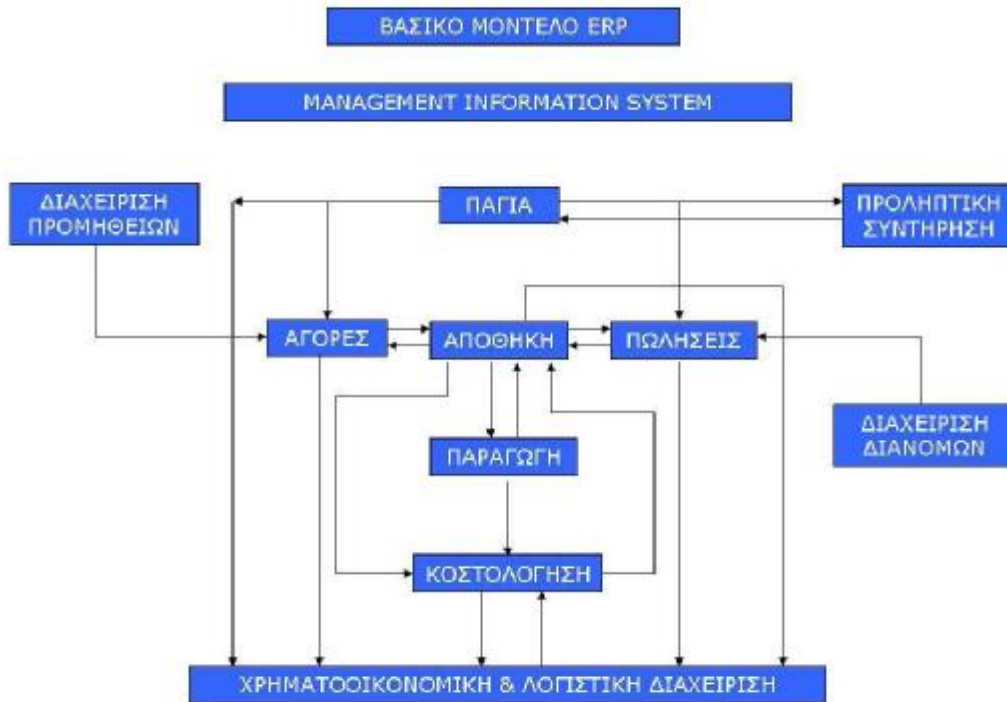 ΒΑΣΙΚΟ ΜΟΝΤΕΛΟ ERP
MANAGEMENT INFORMATION SYSTEM
ΔΙΑΧΕΙΡΙΣΗ
ΠΡΟΜΗΘΕΙΩΝ
ΠΑΓΙΑ
ΠΡΟΛΗΠΤΙΚΗ
ΣΥΝΤΗΡΗΣΗ
ΑΓΟΡΕΣ
ΑΠΟΘΗΚΗ
ΠΩΛΗΣΕΙΣ
ΔΙΑΧΕΙΡΙΣΗ
ΔΙΑΝΟΜΩΝ
ΠΑΡΑΓΩΓΗ
ΚΟΣΤΟΛΟΓΗΣΗ
ΧΡΗΜΑΤΟΟΙΚΟΝΟΜΙΚΗ & ΛΟΓΙΣΤΙΚΗ ΔΙΑΧΕΙΡΙΣΗ